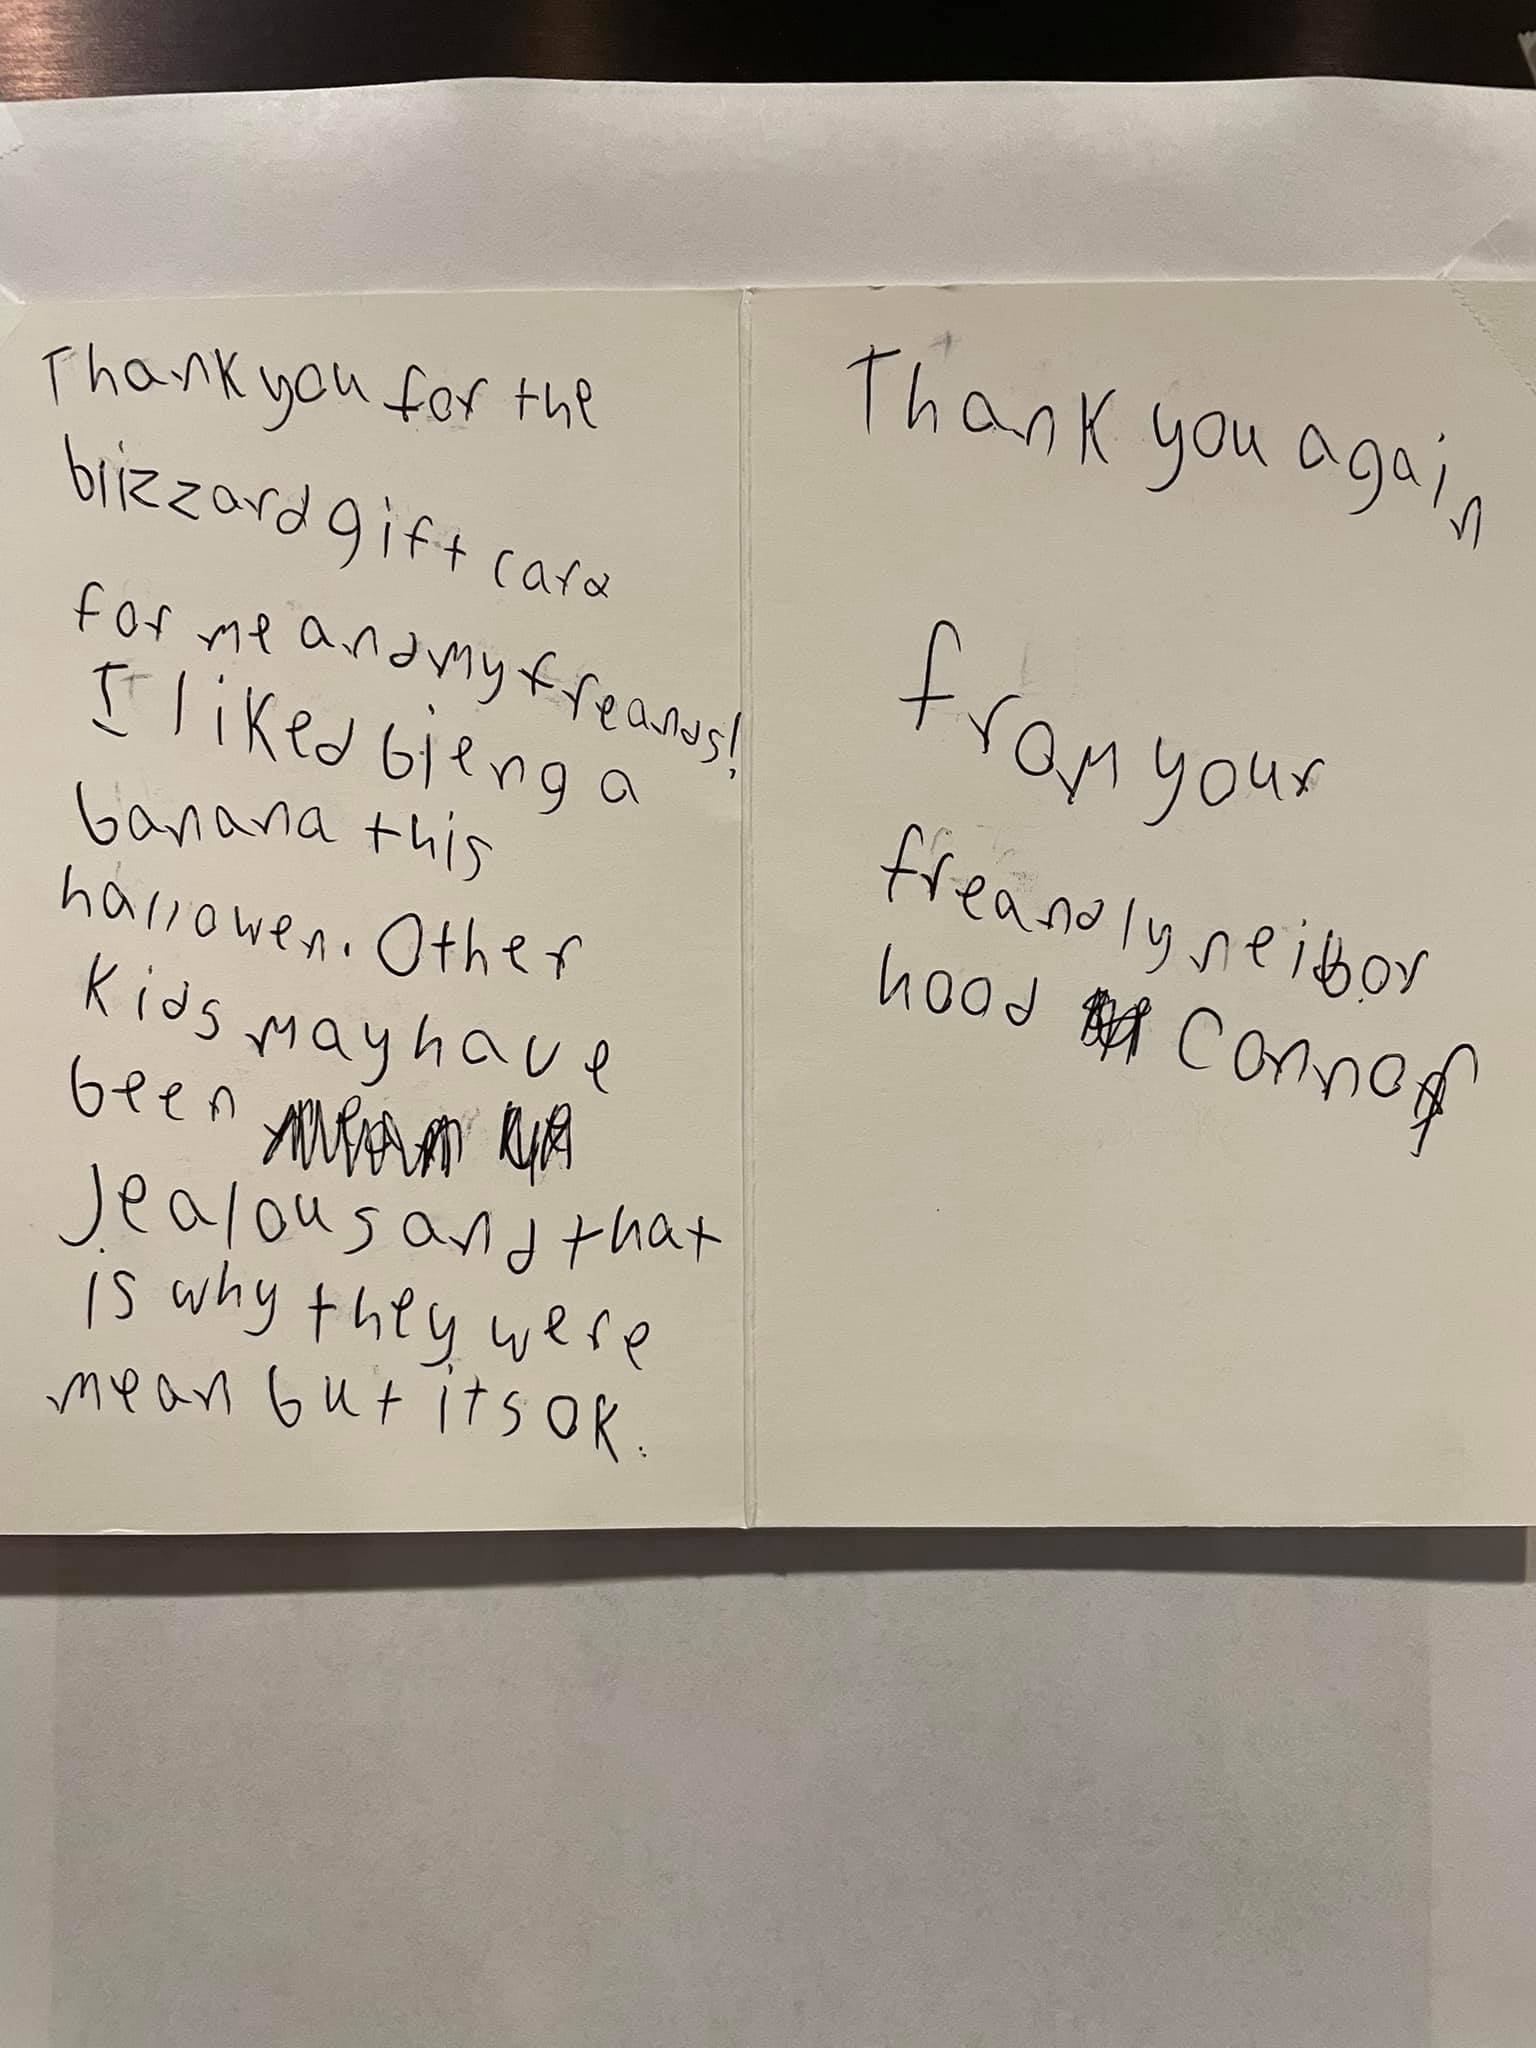 Thank you for the
blizzard gift card
for me and my freands!
I liked bieng a
banana this
hallowen. Other
kids may have
been
Jealous and that
is why they were
mean but its ok.
Thank you again
from your
freandly neibor
hood Connor